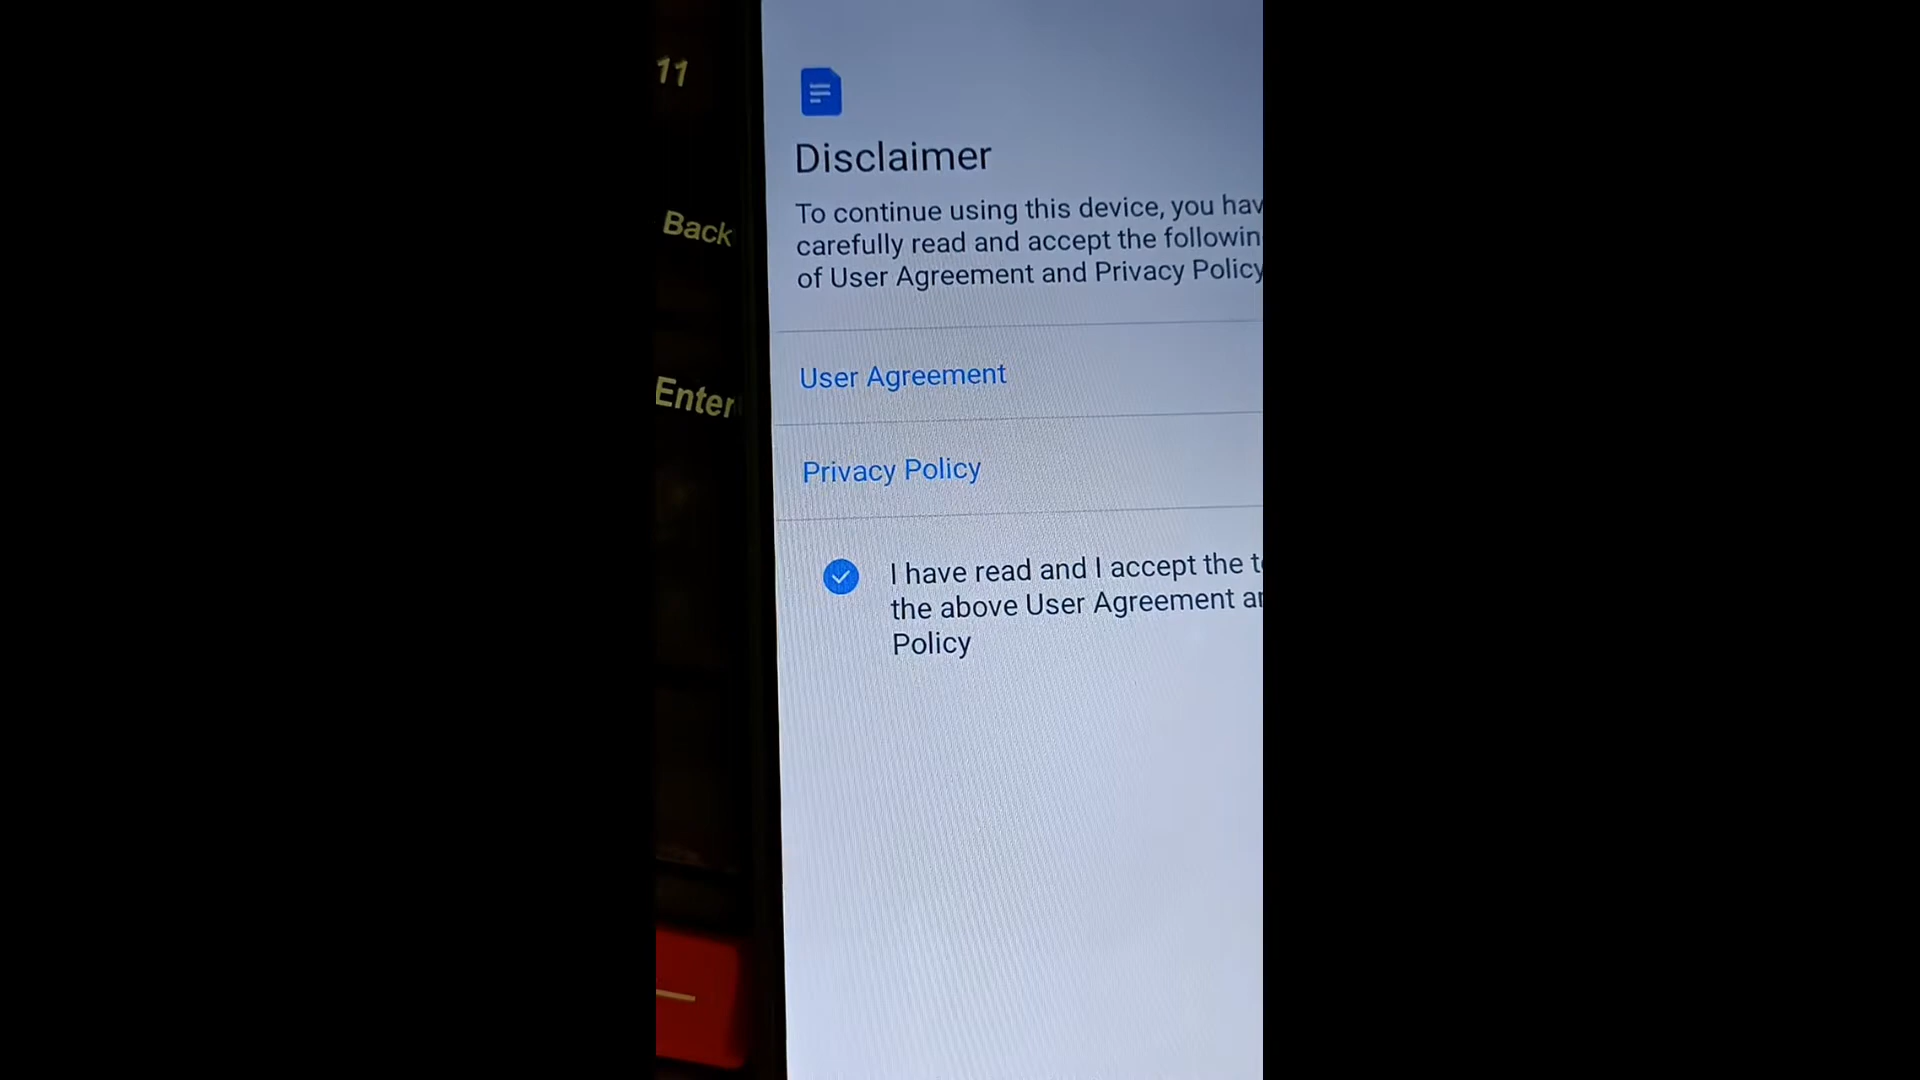 11
Back
Enter
Disclaimer
To continue using this device, you hav
carefully read and accept the followin
of User Agreement and Privacy Policy
User Agreement
Privacy Policy
I have read and I accept the t
the above User Agreement a
Policy